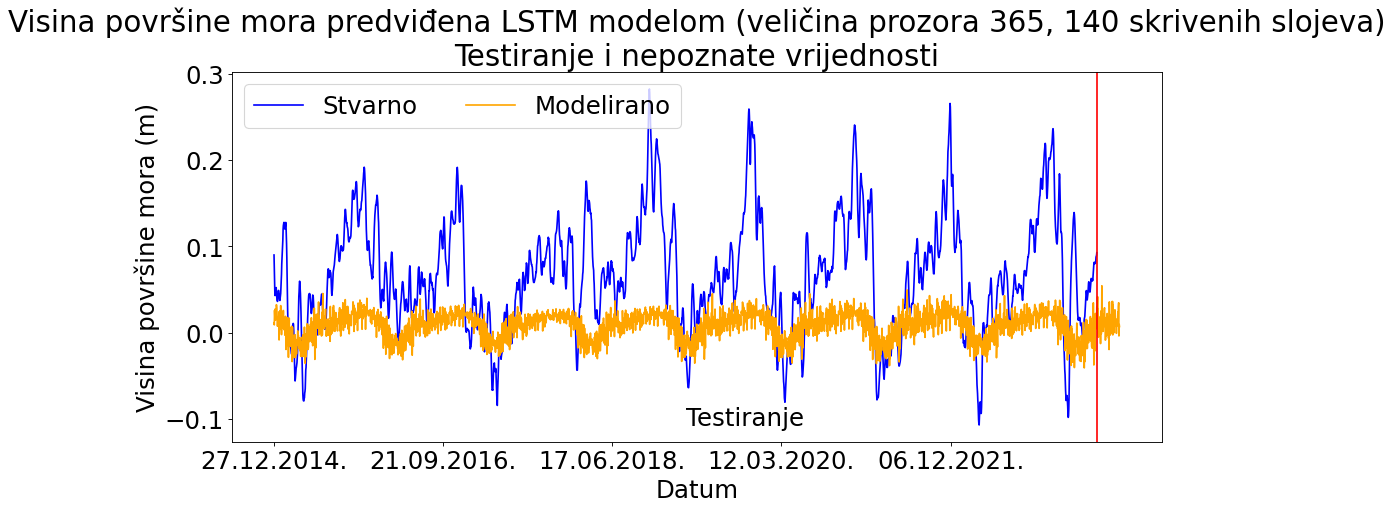 Visina površine mora predviđena LSTM modelom (veličina prozora 365, 140 skrivenih slojeva)
Testiranje i nepoznate vrijednosti
Stvarno
Modelirano
Visina površine mora (m)
0.3
0.2
0.1
0.0
−0.1
Testiranje
27.12.2014.
21.09.2016.
17.06.2018.
12.03.2020.
06.12.2021.
Datum